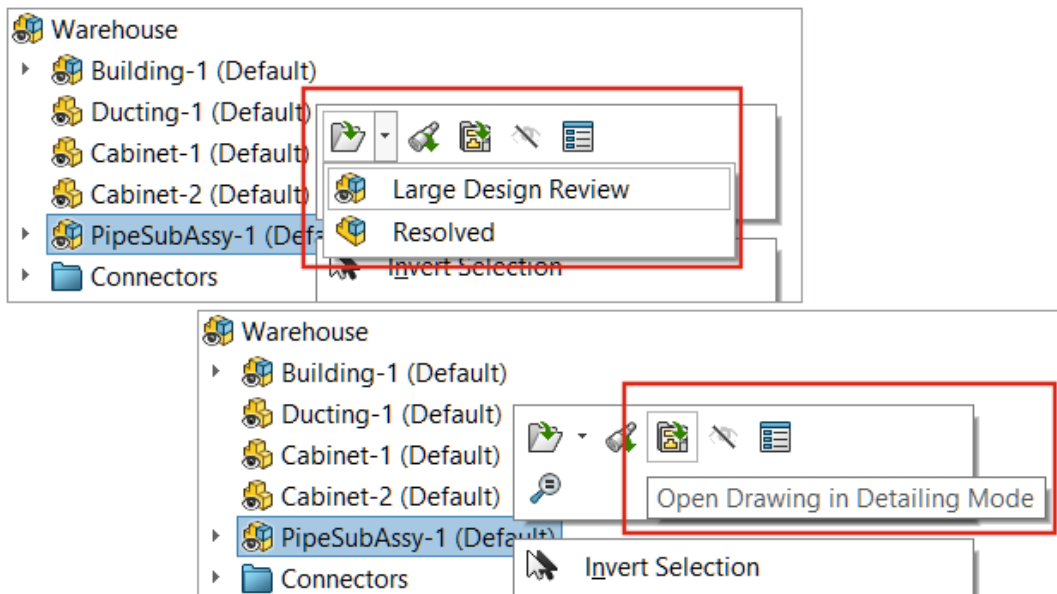 Warehouse
Building-1 (Default)
Ducting-1 (Default)
Cabinet-1 (Default)
Cabinet-2 (Default)
Large Design Review
PipeSubAssy-1 (Defa
Resolved
Connectors
Invert Selection
Warehouse
Building-1 (Default)
Ducting-1 (Default)
Cabinet-1 (Default)
Cabinet-2 (Default)
Open Drawing in Detailing Mode
PipeSubAssy-1 (Default)
Connectors
Invert Selection